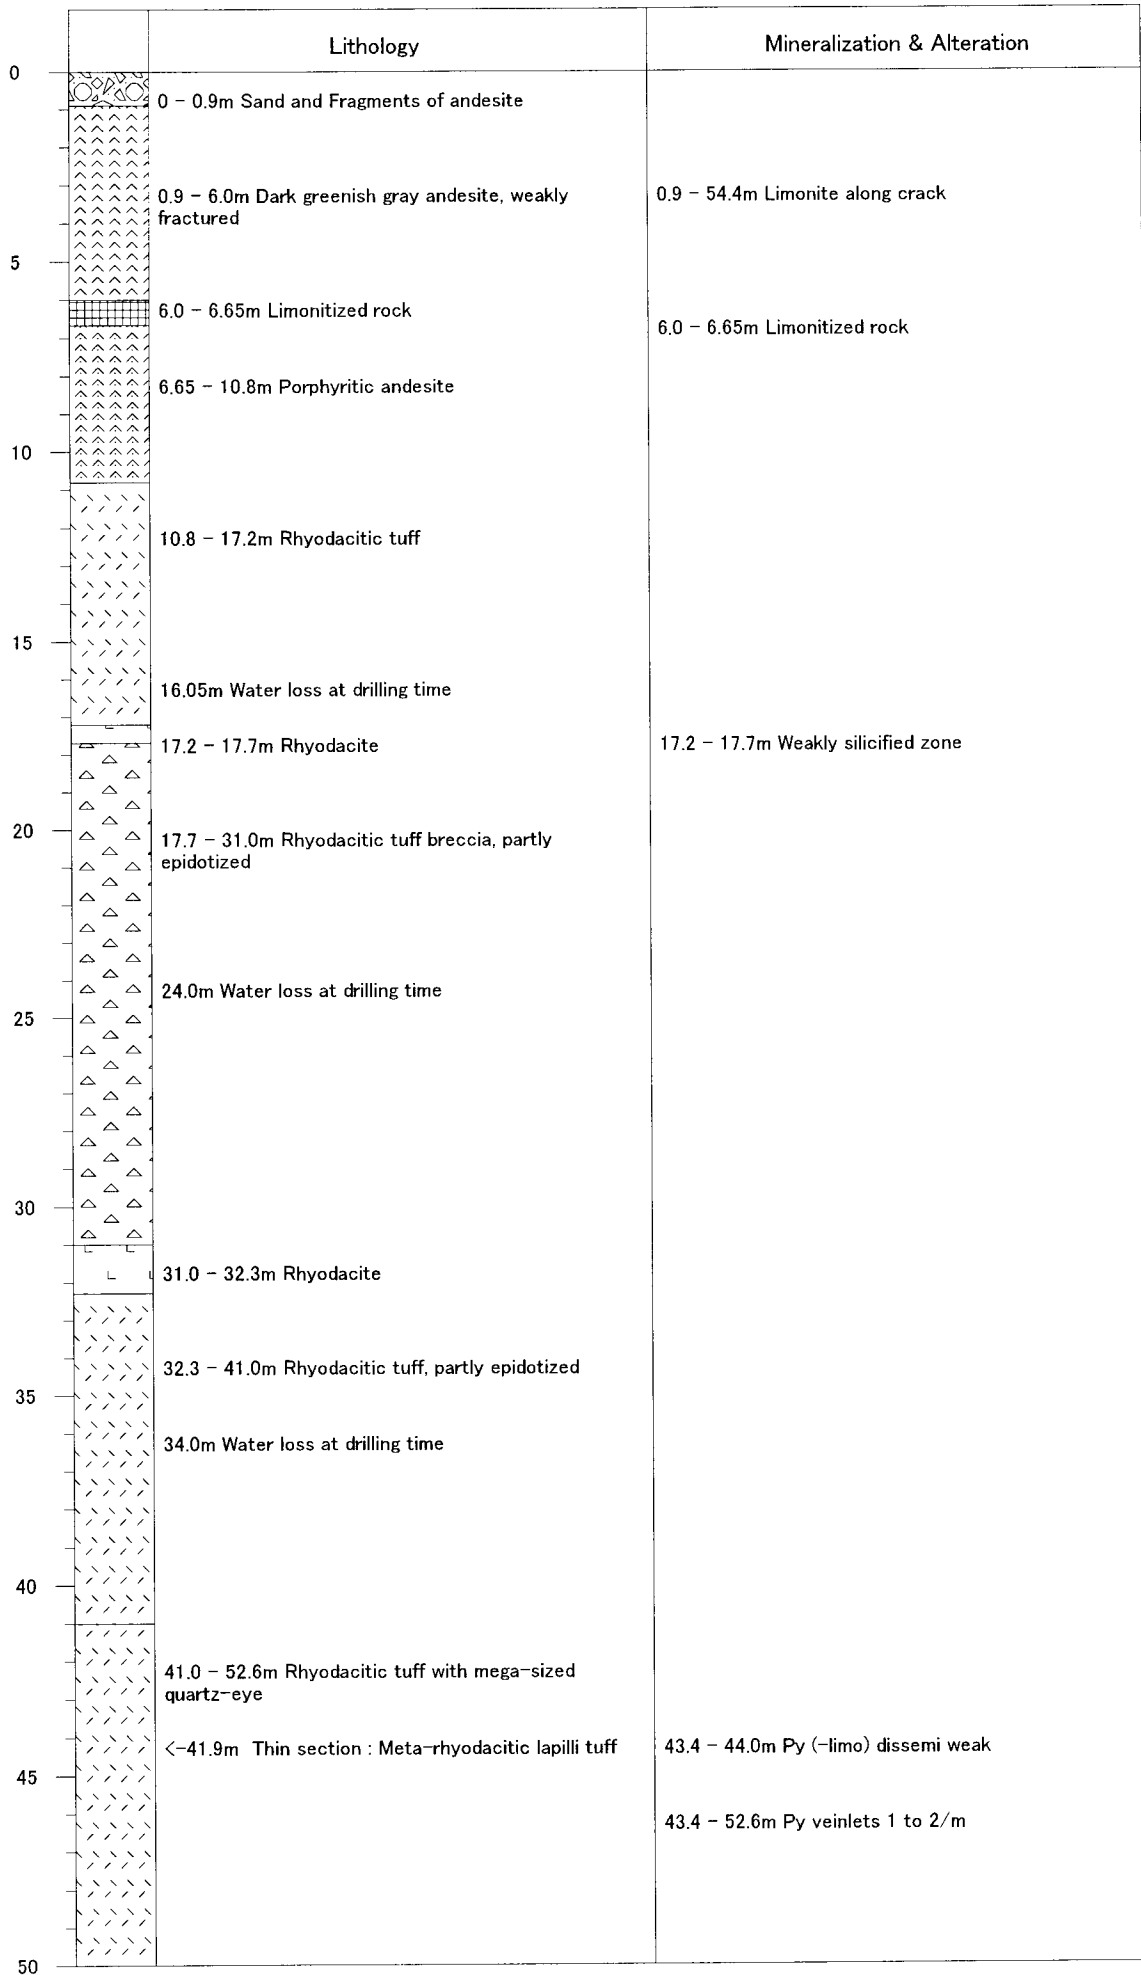 Lithology
Mineralization & Alteration
0
0 - 0.9m Sand and Fragments of andesite
0.9 - 6.0m Dark greenish gray andesite, weakly
fractured
0.9 - 54.4m Limonite along crack
5
6.0 - 6.65m Limonitized rock
6.0 - 6.65m Limonitized rock
6.65 - 10.8m Porphyritic andesite
10
10.8 - 17.2m Rhyodacitic tuff
15
16.05m Water loss at drilling time
17.2 - 17.7m Rhyodacite
17.2 - 17.7m Weakly silicified zone
20
17.7 - 31.0m Rhyodacitic tuff breccia, partly
epidotized
24.0m Water loss at drilling time
25
30
31.0 - 32.3m Rhyodacite
32.3 - 41.0m Rhyodacitic tuff, partly epidotized
35
34.0m Water loss at drilling time
40
41.0 - 52.6m Rhyodacitic tuff with mega-sized
quartz-eye
<-41.9m Thin section : Meta-rhyodacitic lapilli tuff
43.4 - 44.0m Py (-limo) dissemi weak
45
43.4 - 52.6m Py veinlets 1 to 2/m
50